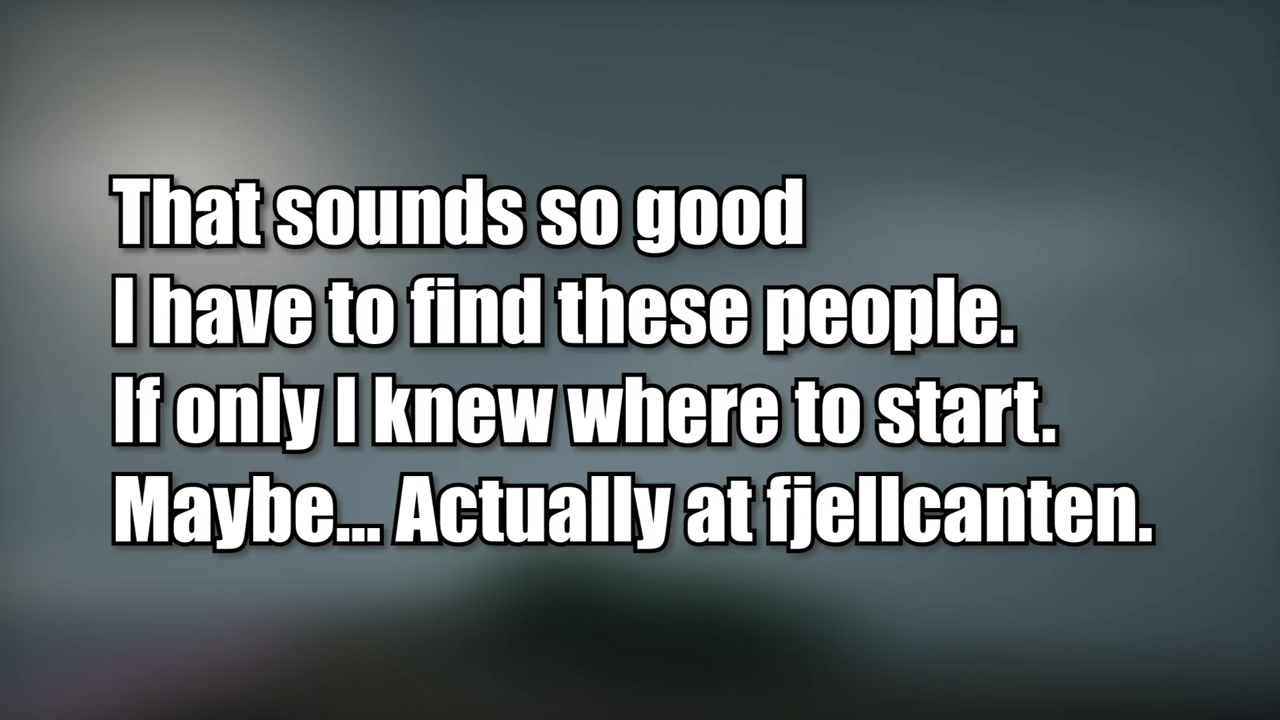 That sounds so good
I have to find these people.
If only I knew where to start.
Maybe... Actually at fjellcanten.